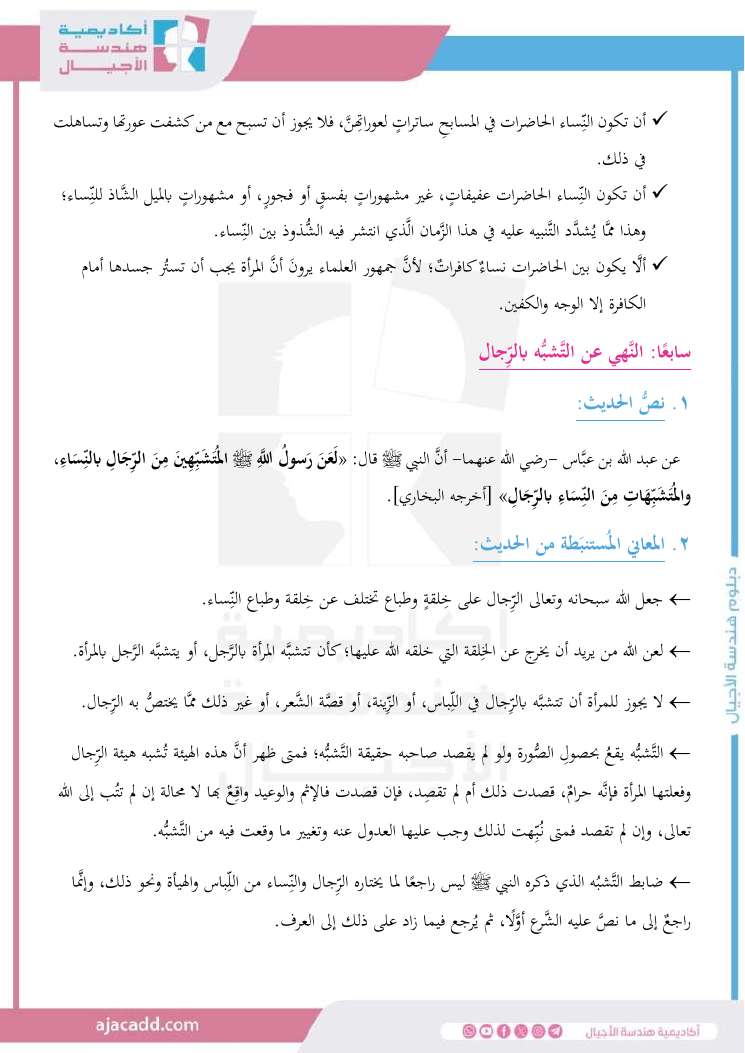 أكاديمية
هندسة
الأجيال
✓ أن تكون النِّساء الحاضرات في المسابحِ ساتراتٍ لعوراتِهنَّ، فلا يجوز أن تسبح مع من كشفت عورتها وتساهلت
في ذلك.
✓ أن تكون النِّساء الحاضرات عفيفاتٍ، غير مشهوراتٍ بفسقٍ أو فجورٍ، أو مشهوراتٍ بالميل الشَّاذ للنِّساء؛
وهذا ممَّا يُشدَّد التَّنبيه عليه في هذا الزَّمان الَّذي انتشر فيه الشُّذوذ بين النِّساء.
✓ ألَّا يكون بين الحاضرات نساءٌ كافراتٌ؛ لأنَّ جمهور العلماء يرونَ أنَّ المرأة يجب أن تستُر جسدها أمام
الكافرة إلا الوجه والكفين.
سابعًا: النَّهي عن التَّشبُّه بالرِّجال
١. نصُّ الحديث:
عن عبد الله بن عبَّاس –رضي الله عنهما– أنَّ النبي ﷺ قال: «لَعَنَ رَسولُ اللَّهِ ﷺ المُتَشَبِّهِينَ مِنَ الرِّجَالِ بالنِّسَاءِ،
والمُتَشَبِّهَاتِ مِنَ النِّسَاءِ بالرِّجَالِ» [أخرجه البخاري].
٢. المعاني المُستنبَطة من الحديث:
← جعل الله سبحانه وتعالى الرِّجال على خِلقةٍ وطباع تختلف عن خِلقة وطباع النِّساء.
← لعن الله من يريد أن يخرج عن الخِلقة التي خلقه الله عليها؛ كأن تتشبَّه المرأة بالرَّجل، أو يتشبَّه الرَّجل بالمرأة.
← لا يجوز للمرأة أن تتشبَّه بالرِّجال في اللِّباس، أو الزِّينة، أو قصَّة الشَّعر، أو غير ذلك ممَّا يختصُّ به الرِّجال.
← التَّشبُّه يقعُ بحصولِ الصُّورة ولو لم يقصد صاحبه حقيقة التَّشبُّه؛ فمتى ظهر أنَّ هذه الهيئة تُشبه هيئة الرِّجال
وفعلتها المرأة فإنَّه حرامٌ، قصدت ذلك أم لم تقصِد، فإن قصدت فالإثم والوعيد واقِعٌ بها لا محالة إن لم تتُب إلى الله
تعالى، وإن لم تقصد فمتى نُبِّهت لذلك وجب عليها العدول عنه وتغيير ما وقعت فيه من التَّشبُّه.
← ضابط التَّشبُه الذي ذكره النبي ﷺ ليس راجعًا لما يختاره الرِّجال والنِّساء من اللِّباس والهيأة ونحو ذلك، وإنَّما
راجعٌ إلى ما نصَّ عليه الشَّرع أوَّلًا، ثم يُرجع فيما زاد على ذلك إلى العرف.
دبلوم هندسة الأجيال
أكاديمية
هندسة
الأجيال
أكاديمية هندسة الأجيال
ajacadd.com